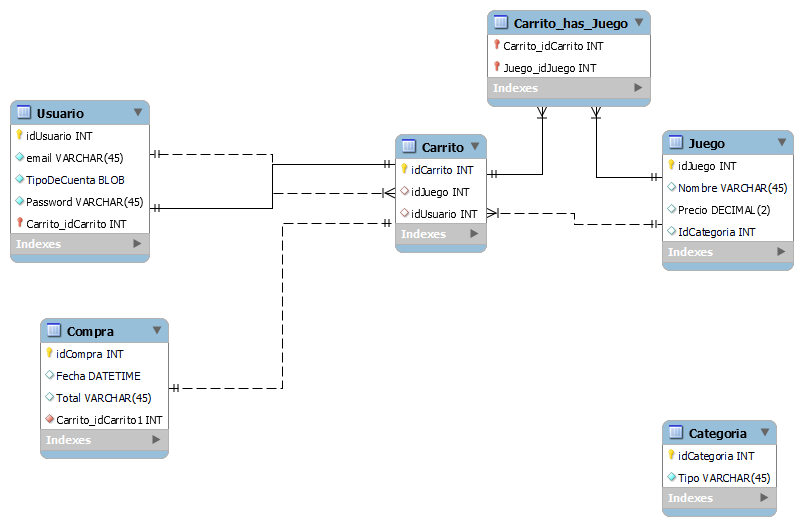 Carrito_has_Juego
Carrito_idCarrito INT
Juego_idJuego INT
Indexes
Usuario
idUsuario INT
email VARCHAR(45)
TipoDeCuenta BLOB
Password VARCHAR(45)
Carrito_idCarrito INT
Indexes
Carrito
idCarrito INT
idJuego INT
idUsuario INT
Indexes
Juego
idJuego INT
Nombre VARCHAR(45)
Precio DECIMAL(2)
IdCategoria INT
Indexes
Compra
idCompra INT
Fecha DATETIME
Total VARCHAR(45)
Carrito_idCarrito1 INT
Indexes
Categoria
idCategoria INT
Tipo VARCHAR(45)
Indexes